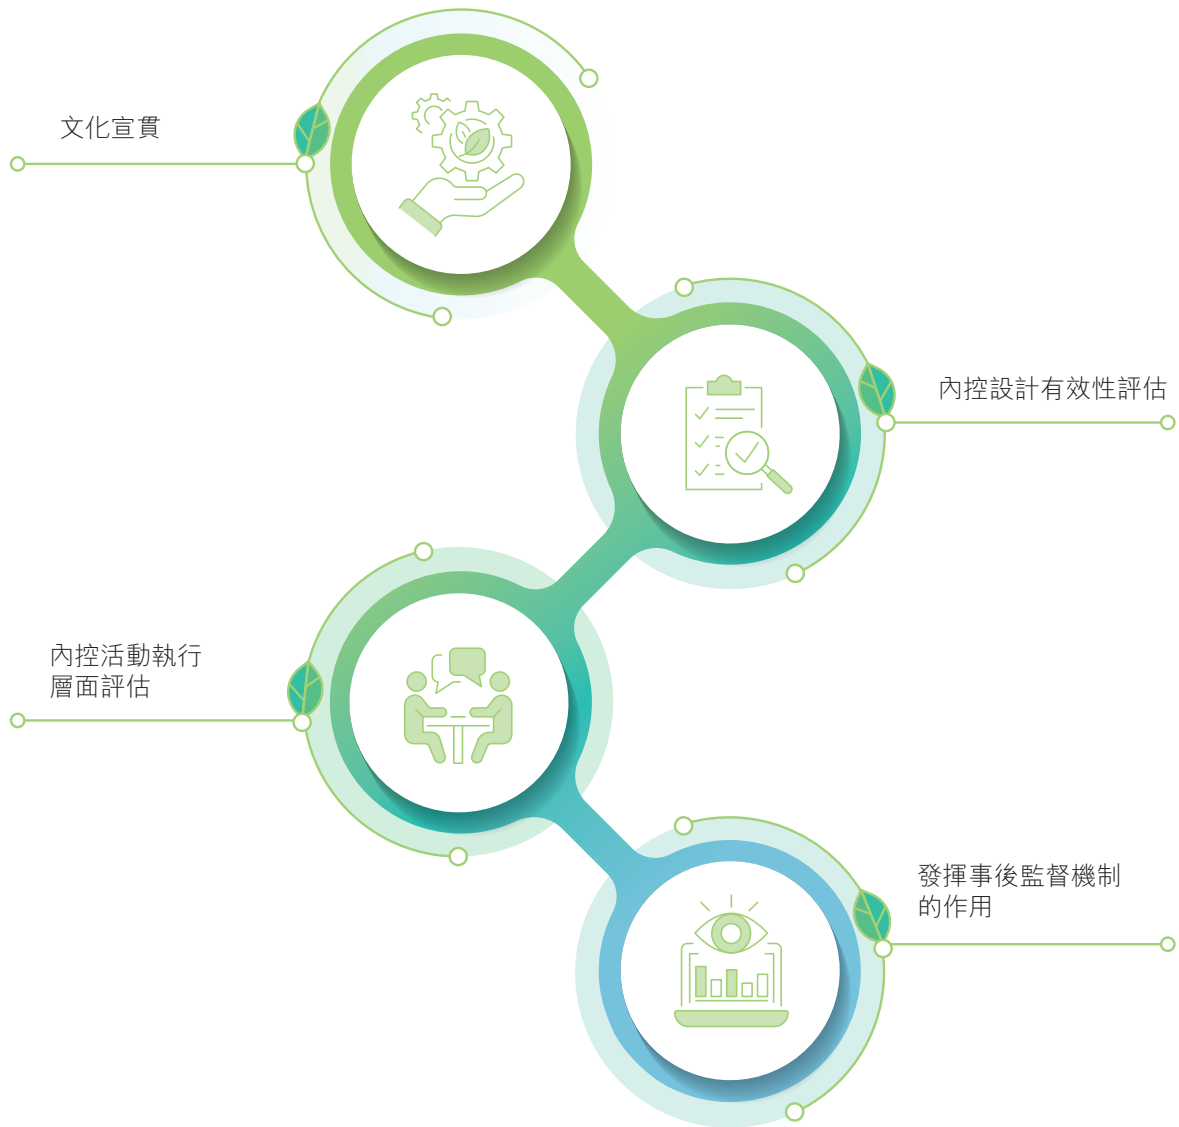 文化宣貫
內控設計有效性評估
內控活動執行
層面評估
發揮事後監督機制
的作用